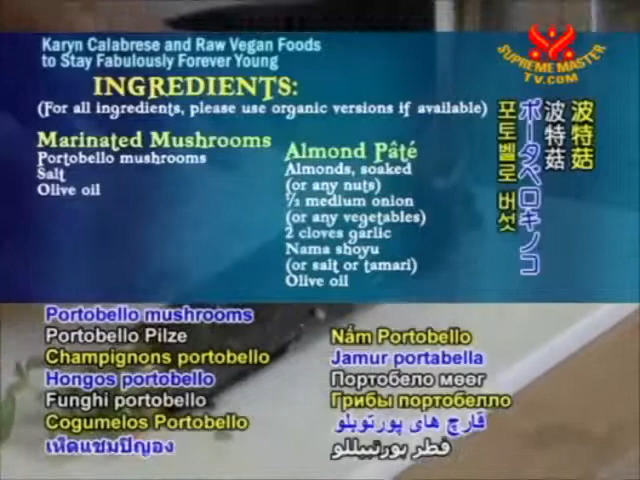 Karyn Calabrese and Raw Vegan Foods
to Stay Fabulously Forever Young
SUPREME MASTER
TV.COM
INGREDIENTS:
(For all ingredients, please use organic versions if available)
Marinated Mushrooms
Portobello mushrooms
Salt
Olive oil
Almond Pâté
Almonds, soaked
(or any nuts)
½ medium onion
(or any vegetables)
2 cloves garlic
Nama shoyu
(or salt or tamari)
Olive oil
波特菇
波特菇
ポータベロキノコ
포토벨로 버섯
Portobello mushrooms
Portobello Pilze
Champignons portobello
Hongos portobello
Funghi portobello
Cogumelos Portobello
เห็ดแชมปิญอง
Nấm Portobello
Jamur portabella
Портобело мөөг
Грибы портобелло
قارچ های پورتوبلو
فطر بورتبيللو